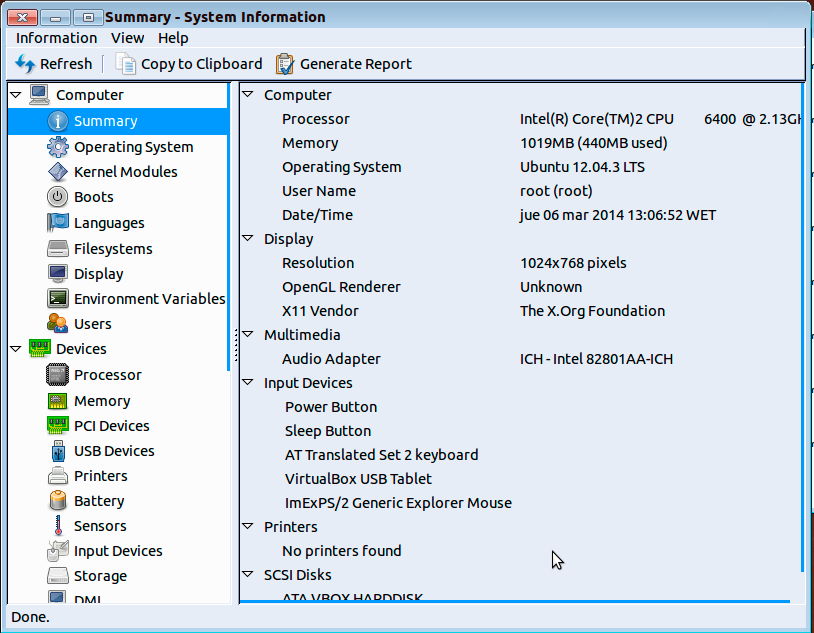 Summary - System Information
Information View Help
Refresh Copy to Clipboard Generate Report
Computer
Summary
Operating System
Kernel Modules
Boots
Languages
Filesystems
Display
Environment Variables
Users
Devices
Processor
Memory
PCI Devices
USB Devices
Printers
Battery
Sensors
Input Devices
Storage
DMI
Computer
Processor Intel(R) Core(TM)2 CPU 6400 @ 2.13GH
Memory 1019MB (440MB used)
Operating System Ubuntu 12.04.3 LTS
User Name root (root)
Date/Time jue 06 mar 2014 13:06:52 WET
Display
Resolution 1024x768 pixels
OpenGL Renderer Unknown
X11 Vendor The X.Org Foundation
Multimedia
Audio Adapter ICH - Intel 82801AA-ICH
Input Devices
Power Button
Sleep Button
AT Translated Set 2 keyboard
VirtualBox USB Tablet
ImExPS/2 Generic Explorer Mouse
Printers
No printers found
SCSI Disks
ATA VBOX HARDDISK
Done.